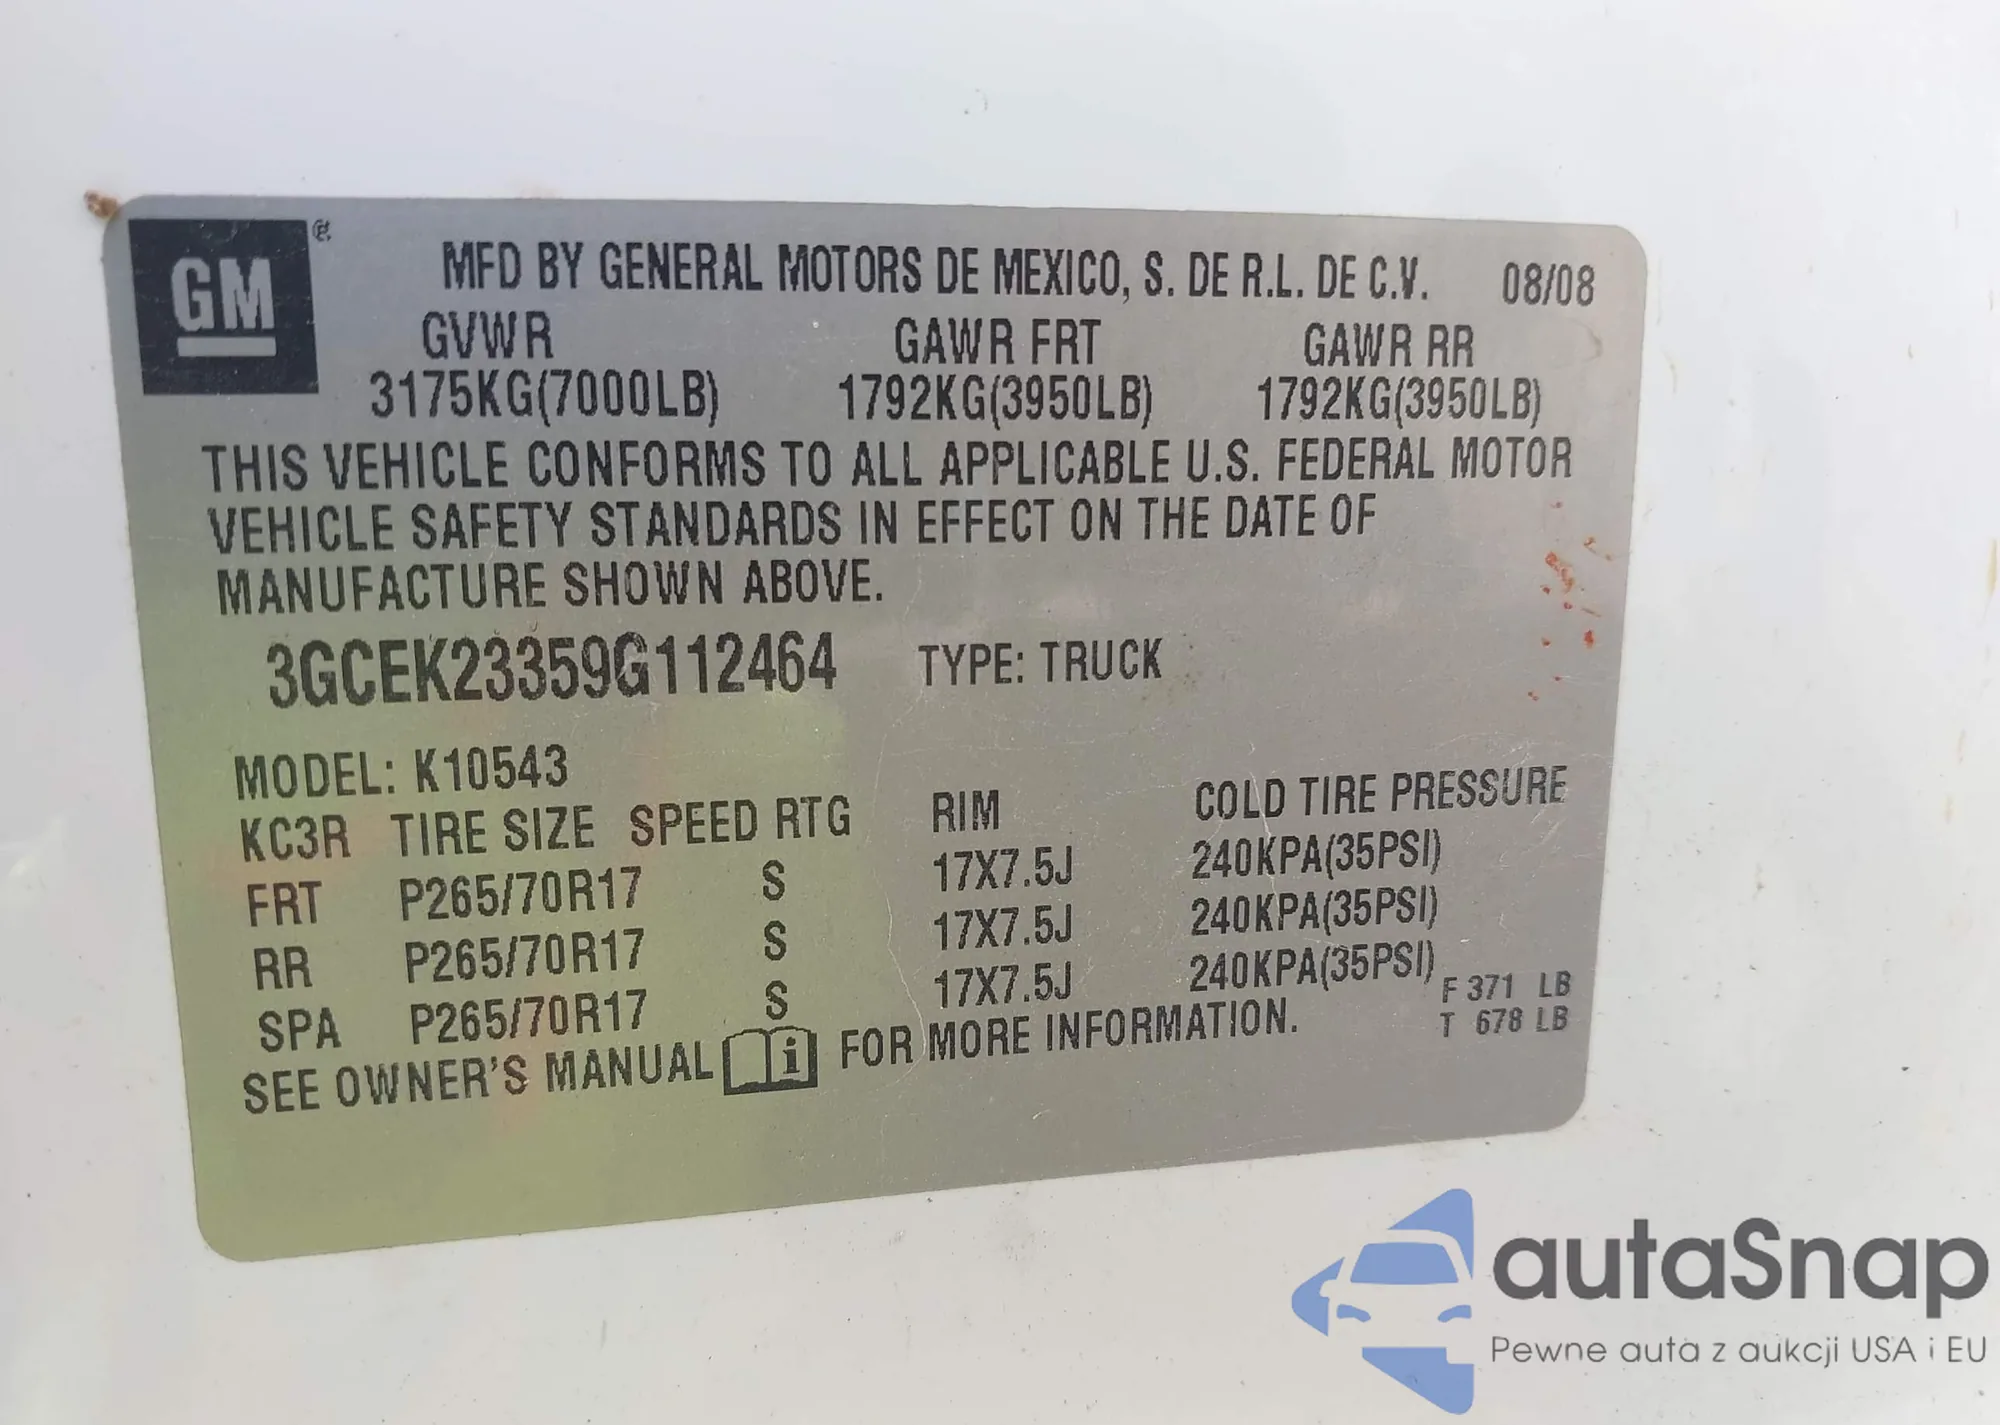 GM®
MFD BY GENERAL MOTORS DE MEXICO, S. DE R.L. DE C.V. 08/08
GVWR GAWR FRT GAWR RR
3175KG(7000LB) 1792KG(3950LB) 1792KG(3950LB)
THIS VEHICLE CONFORMS TO ALL APPLICABLE U.S. FEDERAL MOTOR
VEHICLE SAFETY STANDARDS IN EFFECT ON THE DATE OF
MANUFACTURE SHOWN ABOVE.
3GCEK23359G112464 TYPE: TRUCK
MODEL: K10543
KC3R TIRE SIZE SPEED RTG RIM COLD TIRE PRESSURE
FRT P265/70R17 S 17X7.5J 240KPA(35PSI)
RR P265/70R17 S 17X7.5J 240KPA(35PSI)
SPA P265/70R17 S 17X7.5J 240KPA(35PSI)
F 371 LB
T 678 LB
SEE OWNER'S MANUAL i FOR MORE INFORMATION.
autaSnap
Pewne auta z aukcji USA i EU